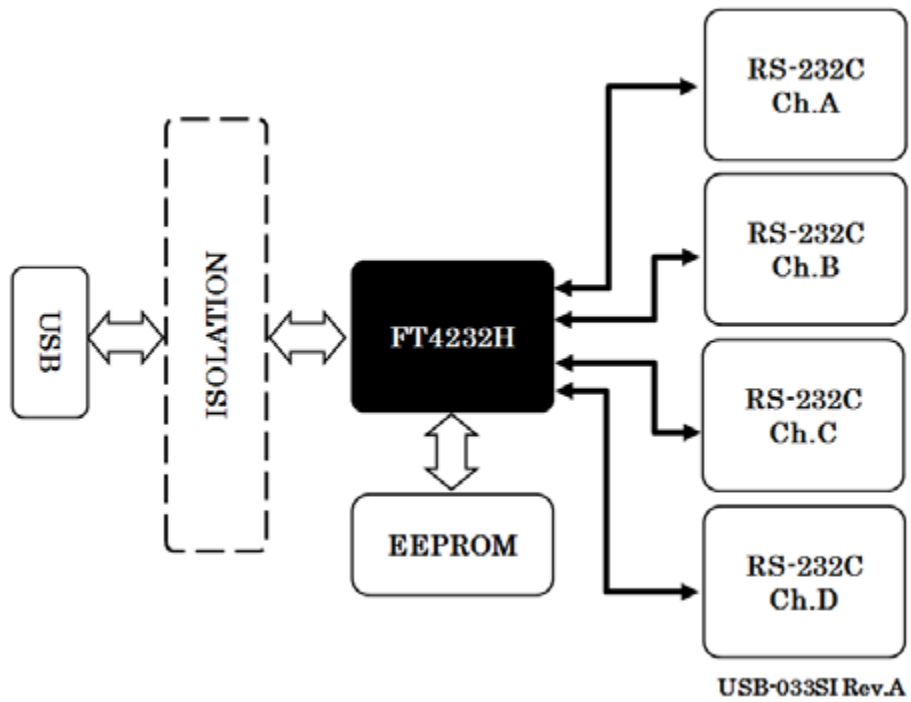 USB
ISOLATION
FT4232H
EEPROM
RS-232C
Ch.A
RS-232C
Ch.B
RS-232C
Ch.C
RS-232C
Ch.D
USB-033SI Rev.A